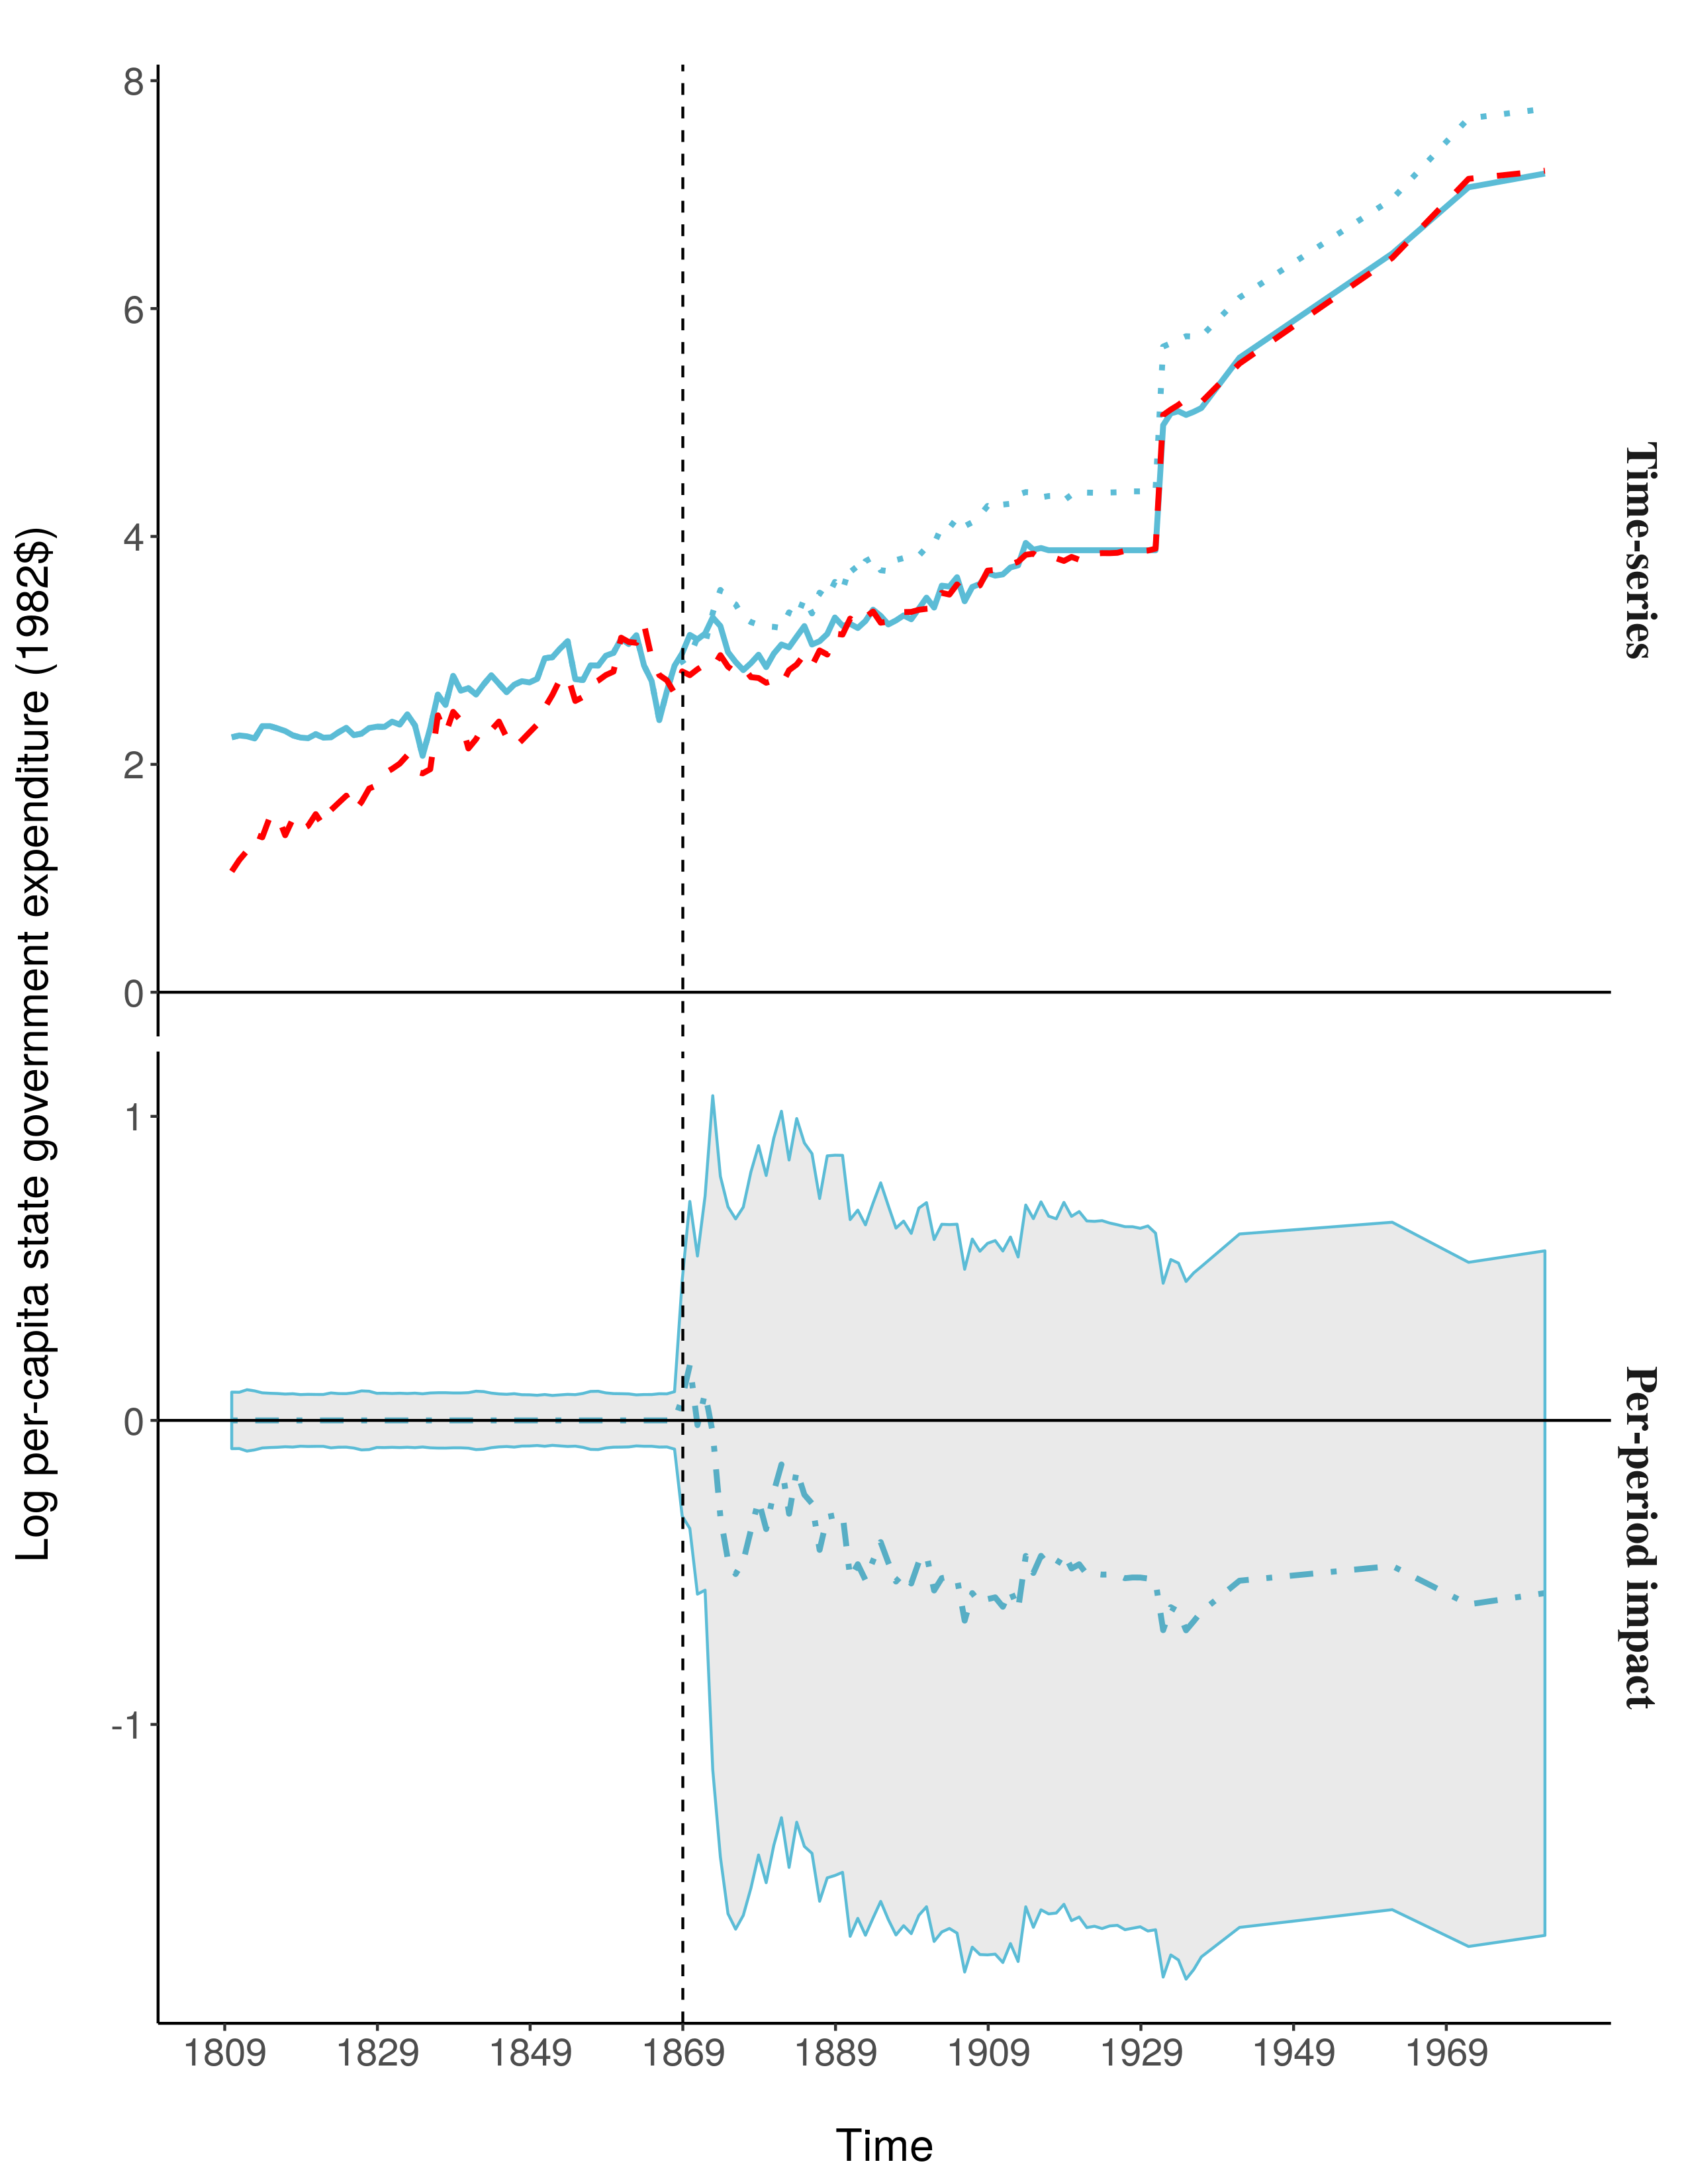 Log per-capita state government expenditure (1982$)
8
6
4
2
0
Time-series
1
0
-1
Per-period impact
1809 1829 1849 1869 1889 1909 1929 1949 1969
Time